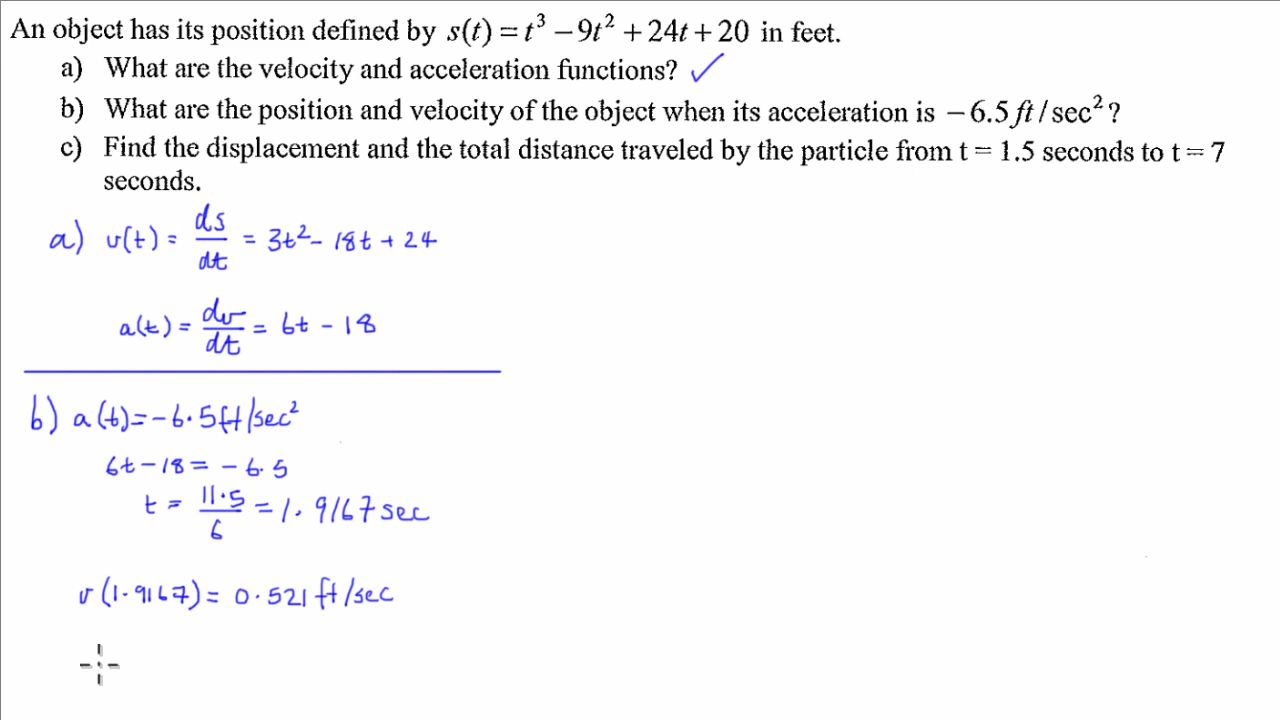 An object has its position defined by s(t) = t³ − 9t² + 24t + 20 in feet.
a) What are the velocity and acceleration functions? ✓
b) What are the position and velocity of the object when its acceleration is −6.5 ft / sec² ?
c) Find the displacement and the total distance traveled by the particle from t = 1.5 seconds to t = 7
seconds.
a) v(t) = ds/dt = 3t² − 18t + 24
a(t) = dv/dt = 6t − 18
b) a(t) = −6.5 ft/sec²
6t − 18 = −6.5
t = 11.5/6 = 1.9167 sec
v(1.9167) = 0.521 ft/sec